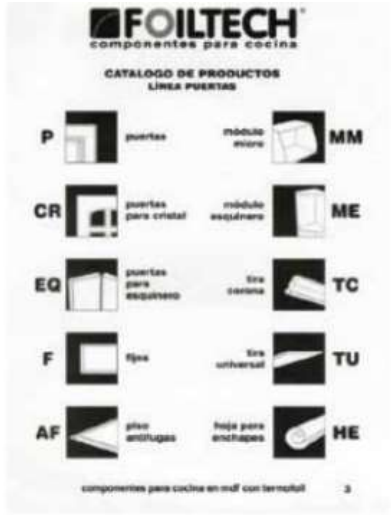 FOILTECH®
componentes para cocina
CATALOGO DE PRODUCTOS
LÍNEA PUERTAS
P
puertas
módulo
micro
MM
CR
puertas
para cristal
módulo
esquinero
ME
EQ
puertas
para
esquinero
tira
corona
TC
F
fijos
tira
universal
TU
AF
piso
antifugas
hoja para
enchapes
HE
componentes para cocina en mdf con termofoil
3